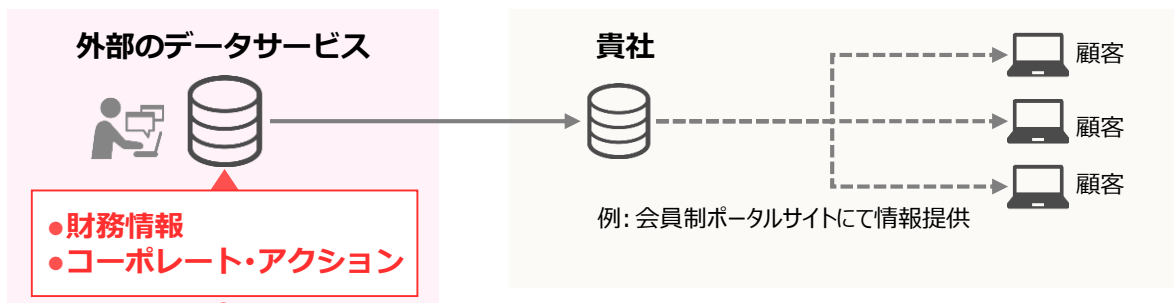 外部のデータサービス
●財務情報
●コーポレート・アクション
貴社
顧客
顧客
顧客
例: 会員制ポータルサイトにて情報提供